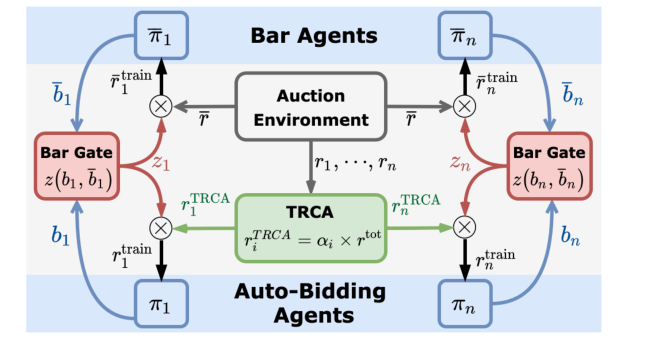 π̅₁ Bar Agents π̅ₙ
r̅₁ᵗʳᵃⁱⁿ r̅ₙᵗʳᵃⁱⁿ
b̅₁ b̅ₙ
Auction
Environment
⊗ r̅ r̅ ⊗
Bar Gate
z(b₁, b̅₁)
z₁
r₁, ⋯, rₙ
zₙ
Bar Gate
z(bₙ, b̅ₙ)
r₁ᵀᴿᶜᴬ
TRCA
rᵢᵀᴿᶜᴬ = αᵢ × rᵗᵒᵗ
rₙᵀᴿᶜᴬ
⊗ ⊗
b₁ bₙ
r₁ᵗʳᵃⁱⁿ rₙᵗʳᵃⁱⁿ
π₁ Auto-Bidding πₙ
Agents